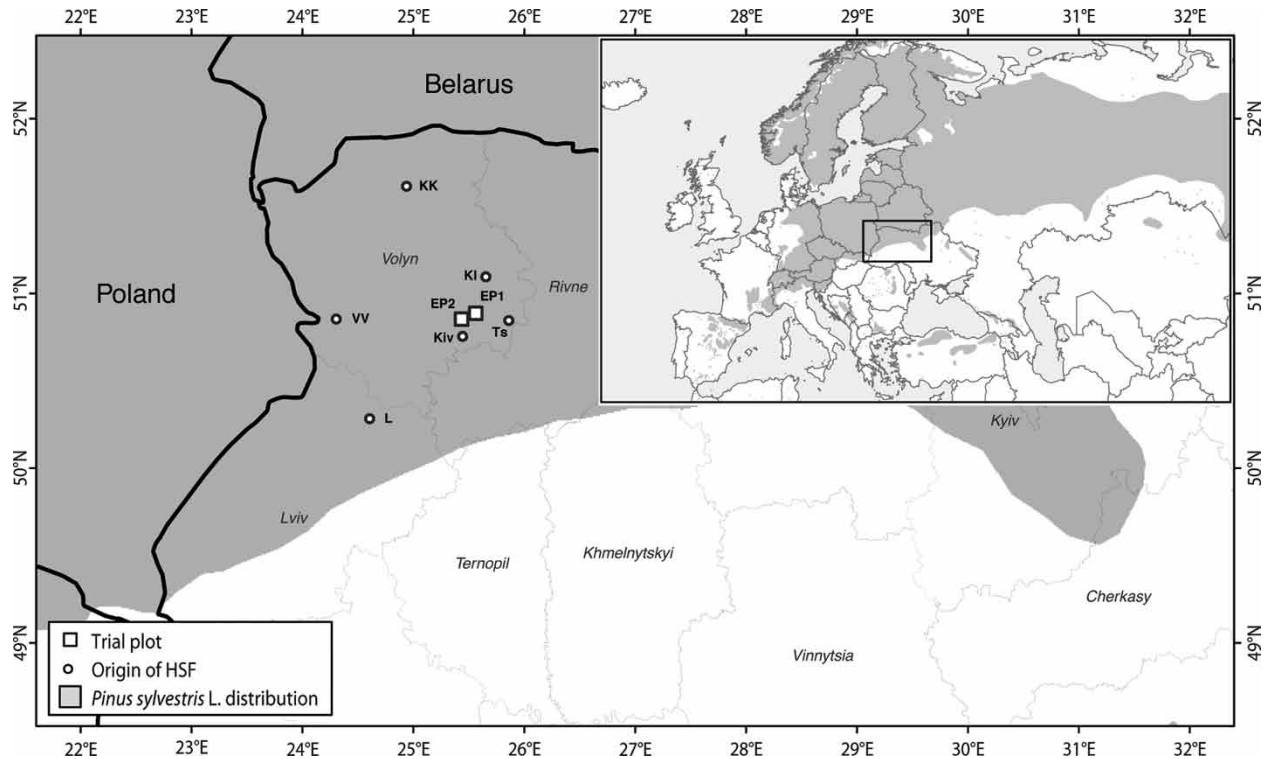 22°E 23°E 24°E 25°E 26°E 27°E 28°E 29°E 30°E 31°E 32°E
Belarus
52°N 52°N
KK
Volyn
Kl
Rivne
51°N 51°N
Poland
EP2 EP1
VV
Ts
Kiv
L
Kyiv
50°N 50°N
Lviv
Ternopil
Khmelnytskyi
Cherkasy
Vinnytsia
49°N 49°N
Trial plot
Origin of HSF
Pinus sylvestris L. distribution
22°E 23°E 24°E 25°E 26°E 27°E 28°E 29°E 30°E 31°E 32°E